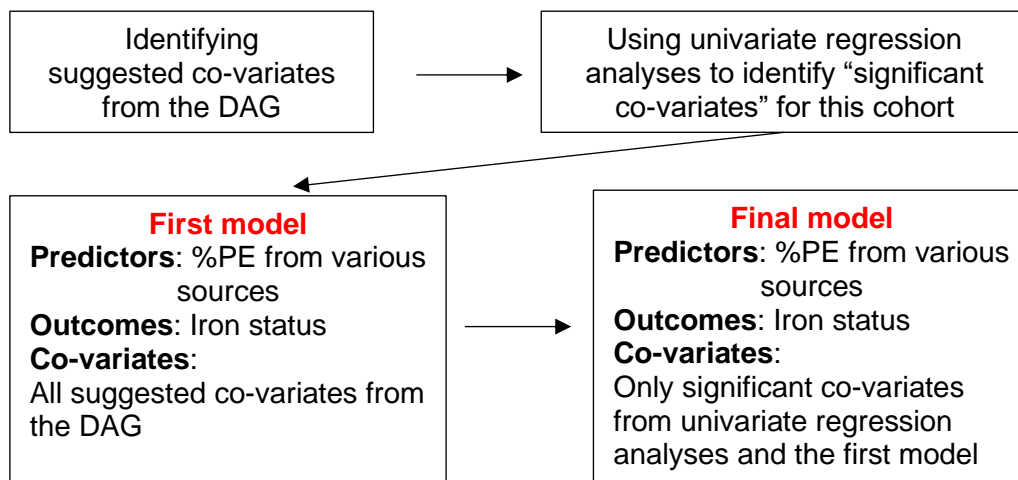 Identifying
suggested co-variates
from the DAG
Using univariate regression
analyses to identify “significant
co-variates” for this cohort
First model
Predictors: %PE from various
sources
Outcomes: Iron status
Co-variates:
All suggested co-variates from
the DAG
Final model
Predictors: %PE from various
sources
Outcomes: Iron status
Co-variates:
Only significant co-variates
from univariate regression
analyses and the first model